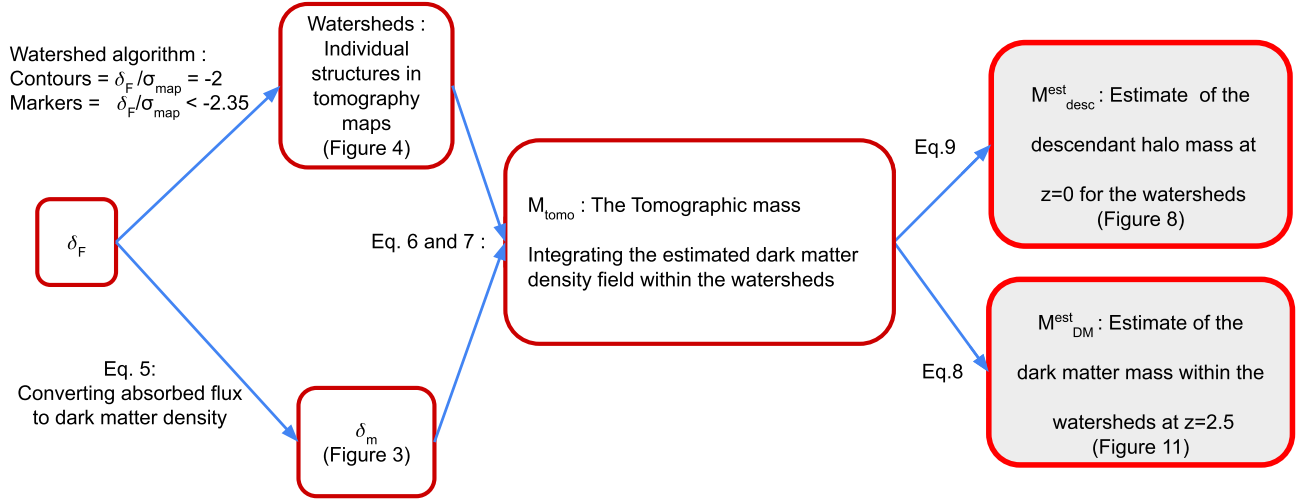 Watershed algorithm :
Contours = δF /σmap = -2
Markers = δF/σmap < -2.35
Watersheds :
Individual
structures in
tomography
maps
(Figure 4)
δF
Eq. 5:
Converting absorbed flux
to dark matter density
δm
(Figure 3)
Eq. 6 and 7 :
Mtomo : The Tomographic mass
Integrating the estimated dark matter
density field within the watersheds
Eq.9
Mestdesc : Estimate of the
descendant halo mass at
z=0 for the watersheds
(Figure 8)
Eq.8
MestDM : Estimate of the
dark matter mass within the
watersheds at z=2.5
(Figure 11)